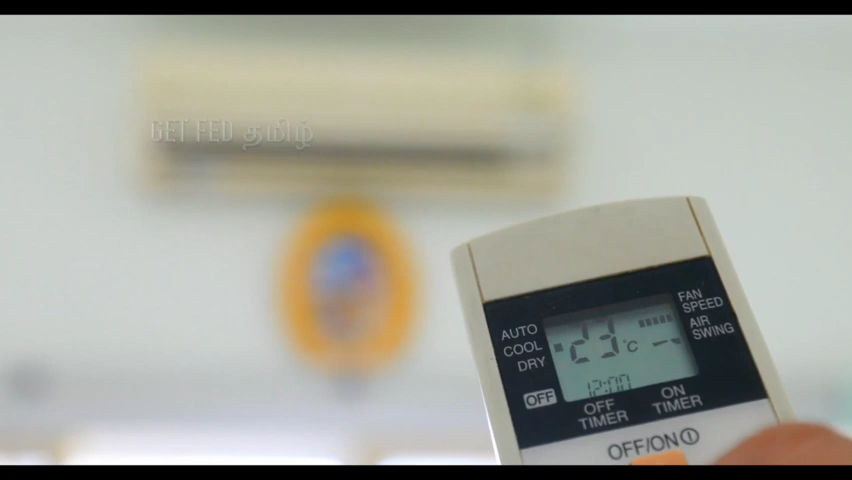 GET FED தமிழ்
FAN
SPEED
AIR
SWING
AUTO
COOL
DRY
23 °C
12:00
OFF
OFF
TIMER
ON
TIMER
OFF/ON